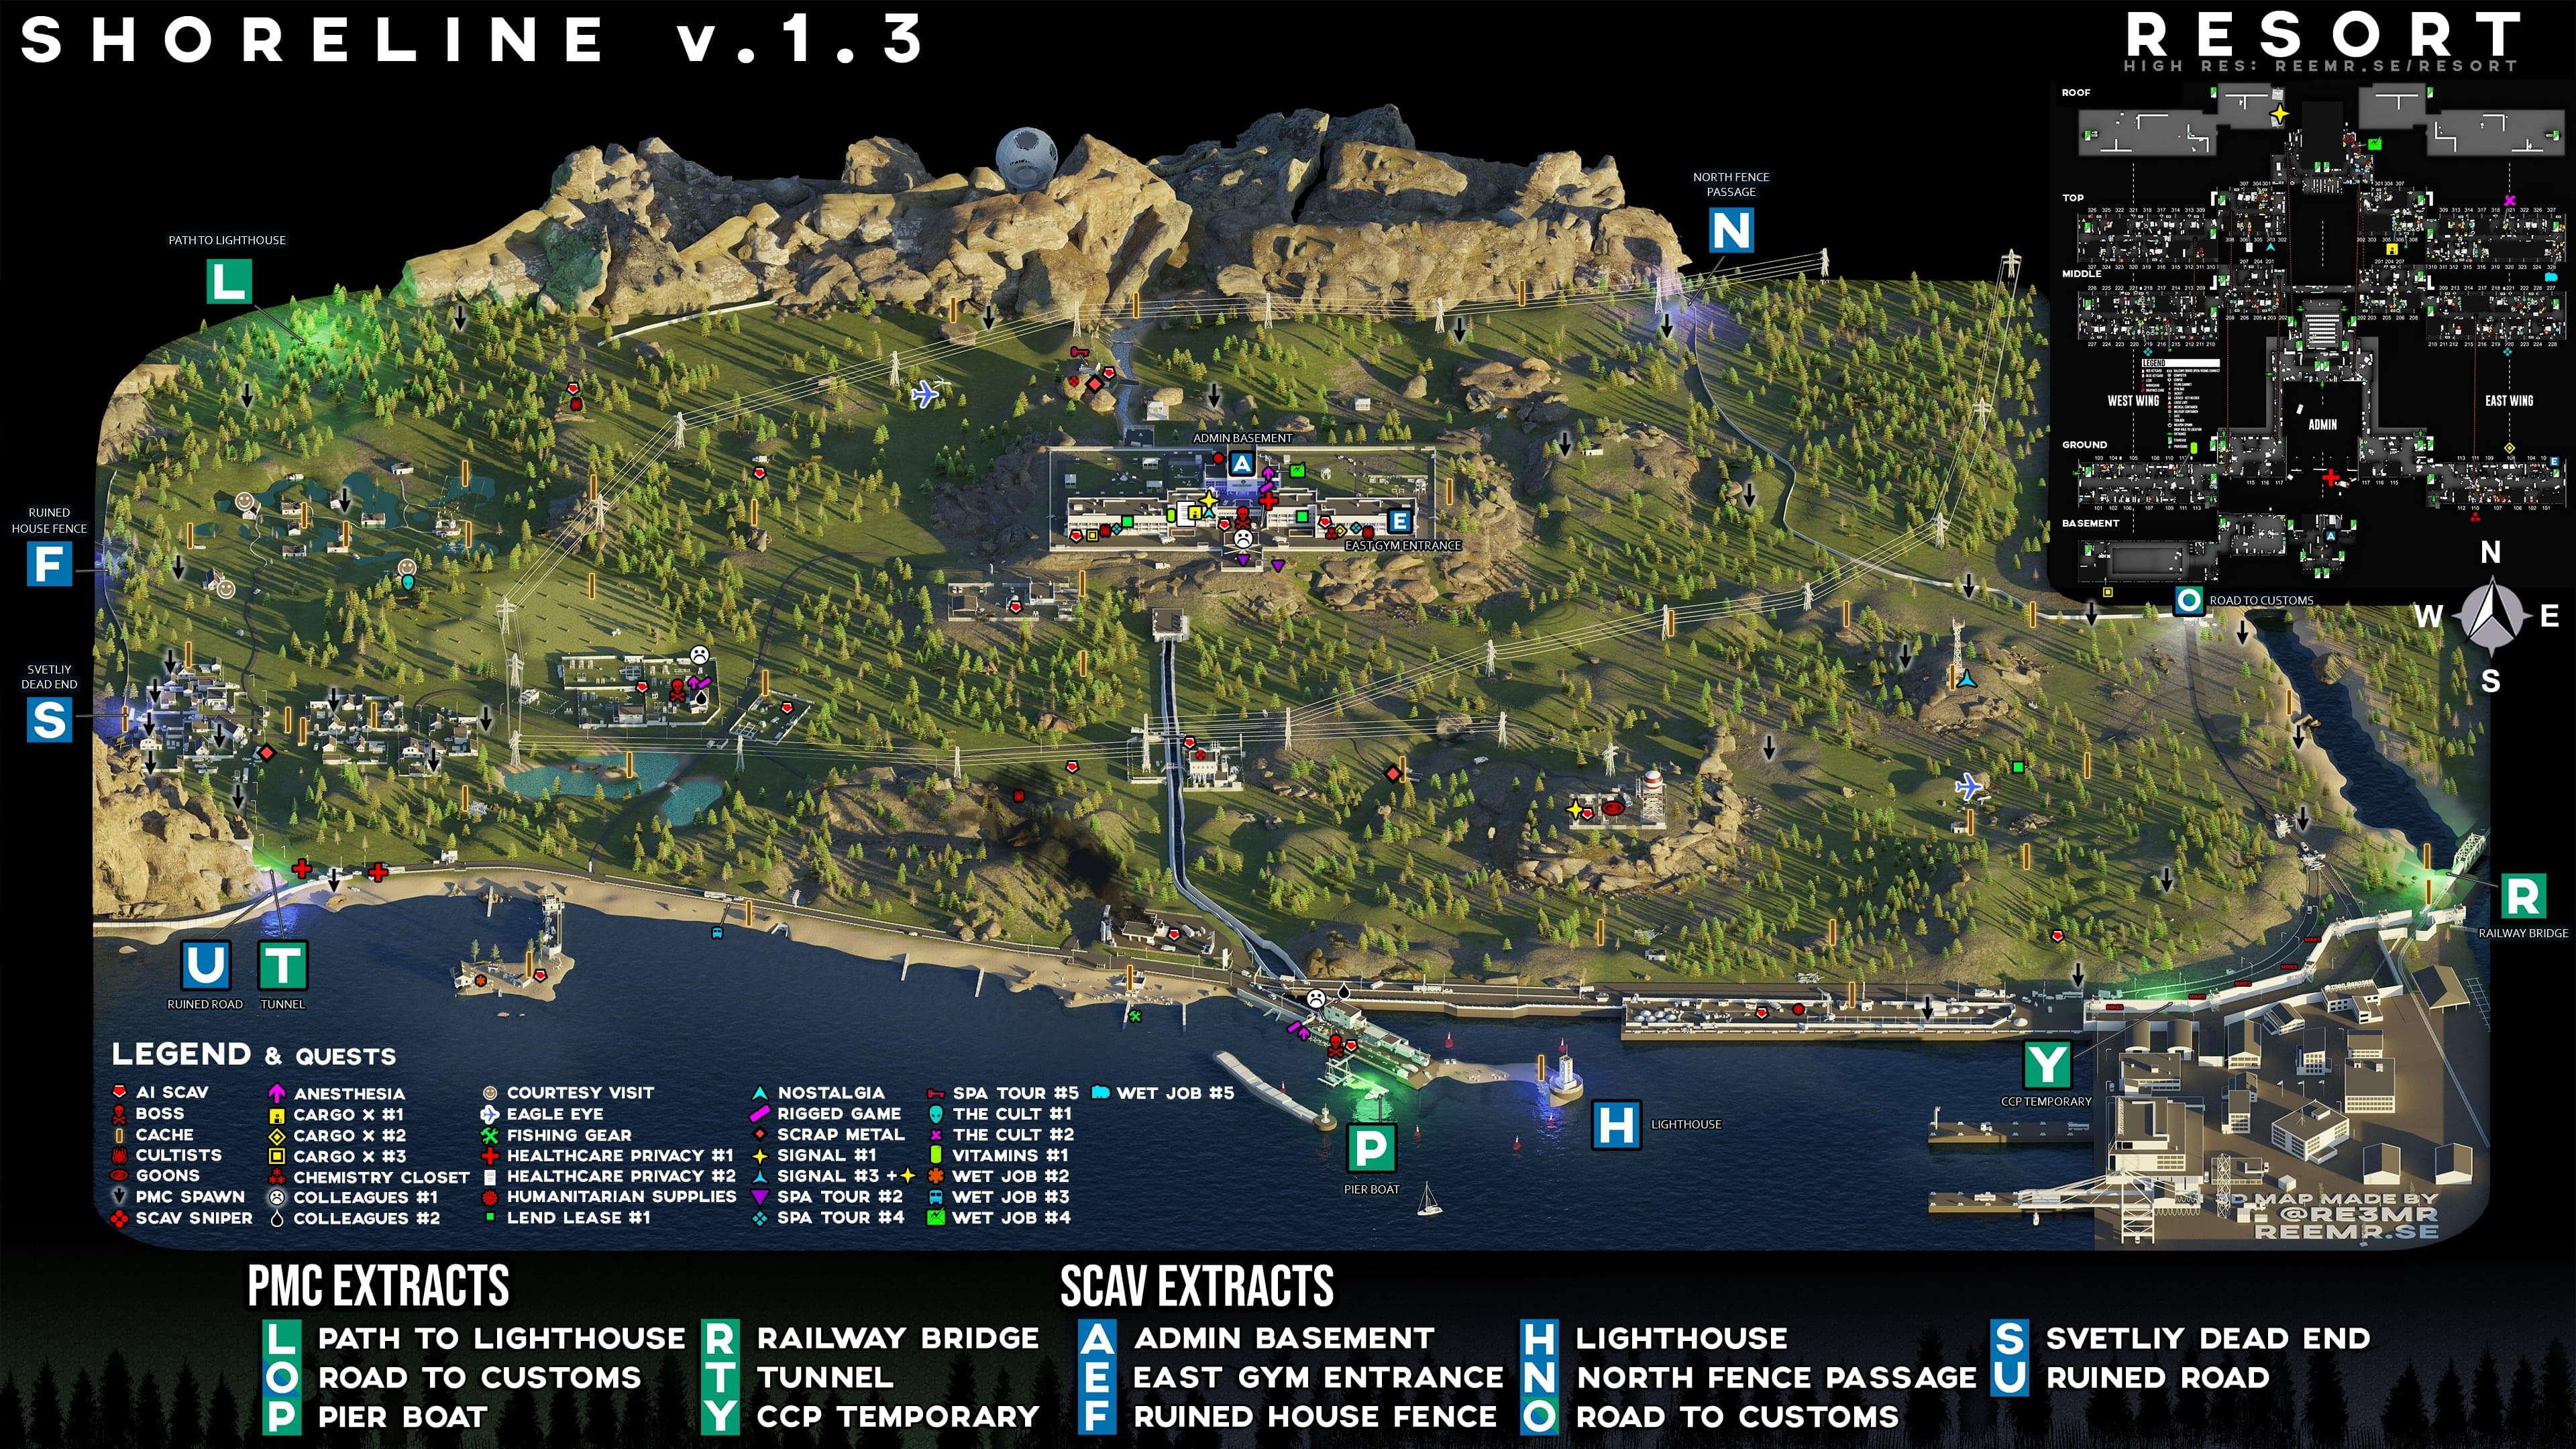 SHORELINE v.1.3
RESORT
HIGH RES: REEMR.SE/RESORT
ROOF
TOP
MIDDLE
LEGEND
WEST WING
EAST WING
ADMIN
GROUND
BASEMENT
A
E
N
W
E
S
NORTH FENCE
PASSAGE
N
PATH TO LIGHTHOUSE
L
ADMIN BASEMENT
A
E
EAST GYM ENTRANCE
RUINED
HOUSE FENCE
F
O
ROAD TO CUSTOMS
SVETLIY
DEAD END
S
R
RAILWAY BRIDGE
U
T
RUINED ROAD
TUNNEL
Y
CCP TEMPORARY
H
LIGHTHOUSE
P
PIER BOAT
LEGEND & QUESTS
AI SCAV
BOSS
CACHE
CULTISTS
GOONS
PMC SPAWN
SCAV SNIPER
ANESTHESIA
CARGO X #1
CARGO X #2
CARGO X #3
CHEMISTRY CLOSET
COLLEAGUES #1
COLLEAGUES #2
COURTESY VISIT
EAGLE EYE
FISHING GEAR
HEALTHCARE PRIVACY #1
HEALTHCARE PRIVACY #2
HUMANITARIAN SUPPLIES
LEND LEASE #1
NOSTALGIA
RIGGED GAME
SCRAP METAL
SIGNAL #1
SIGNAL #3 +
SPA TOUR #2
SPA TOUR #4
SPA TOUR #5
THE CULT #1
THE CULT #2
VITAMINS #1
WET JOB #2
WET JOB #3
WET JOB #4
WET JOB #5
3D MAP MADE BY
@RE3MR
REEMR.SE
PMC EXTRACTS
L PATH TO LIGHTHOUSE
O ROAD TO CUSTOMS
P PIER BOAT
R RAILWAY BRIDGE
T TUNNEL
Y CCP TEMPORARY
SCAV EXTRACTS
A ADMIN BASEMENT
E EAST GYM ENTRANCE
F RUINED HOUSE FENCE
H LIGHTHOUSE
N NORTH FENCE PASSAGE
O ROAD TO CUSTOMS
S SVETLIY DEAD END
U RUINED ROAD